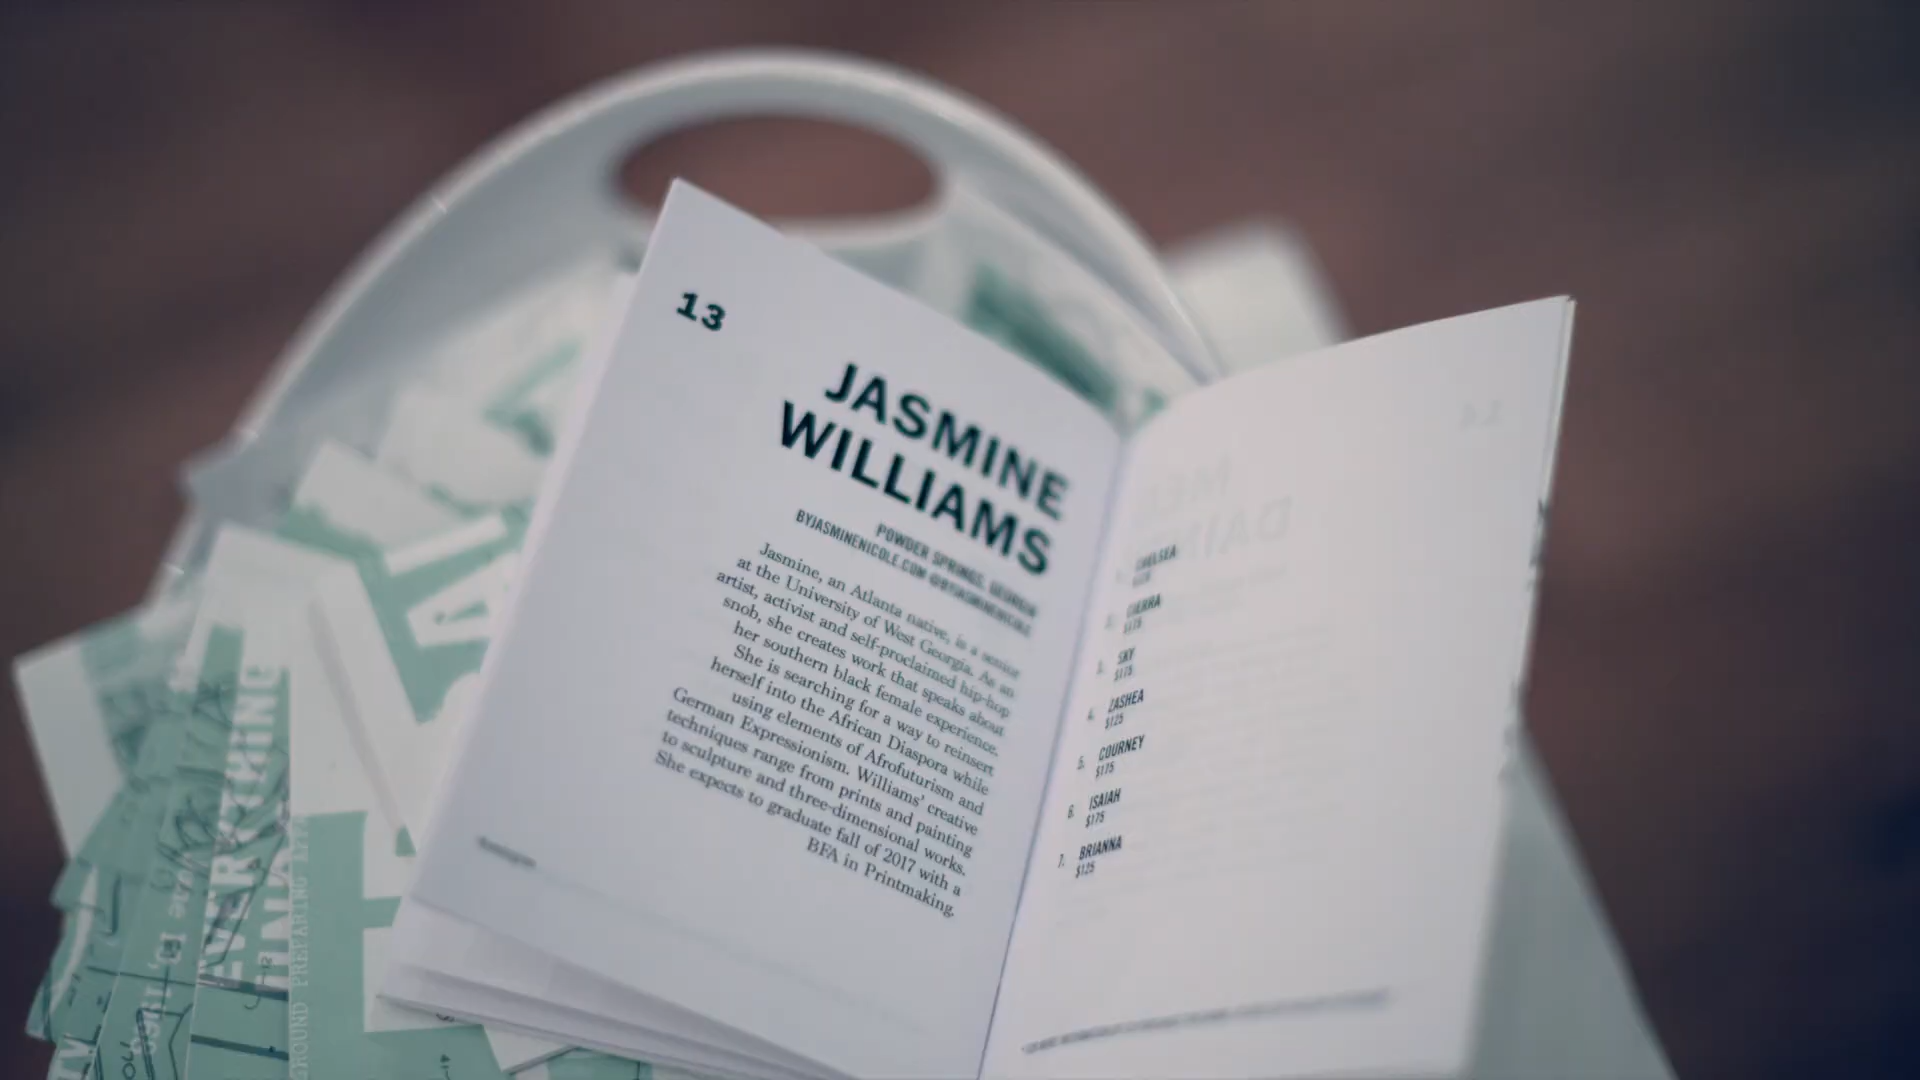 13
JASMINE
WILLIAMS
POWDER SPRINGS, GEORGIA
BYJASMINENICOLE.COM @BYJASMINENICOLE
Jasmine, an Atlanta native, is a senior
at the University of West Georgia. As an
artist, activist and self-proclaimed hip-hop
snob, she creates work that speaks about
her southern black female experience.
She is searching for a way to reinsert
herself into the African Diaspora while
using elements of Afrofuturism and
German Expressionism. Williams' creative
techniques range from prints and painting
to sculpture and three-dimensional works.
She expects to graduate fall of 2017 with a
BFA in Printmaking.
CHELSEA
SIERRA
$175
3. SKY
$175
4. ZASHEA
$125
5. COURNEY
$175
6. ISAIAH
$175
7. BRIANNA
$125
EVERYTHING
GROUND PREPARING